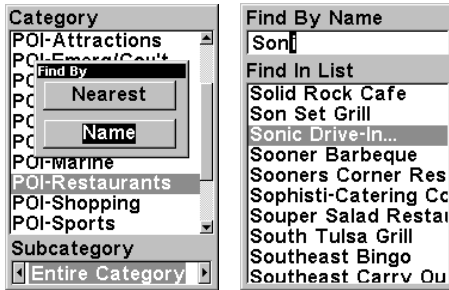 Category
POI-Attractions
POI-Emerg/Gov't
Find By
Nearest
Name
POI-Marine
POI-Restaurants
POI-Shopping
POI-Sports
Subcategory
Entire Category
Find By Name
Soni
Find In List
Solid Rock Cafe
Son Set Grill
Sonic Drive-In...
Sooner Barbeque
Sooners Corner Res
Sophisti-Catering Co
Souper Salad Restau
South Tulsa Grill
Southeast Bingo
Southeast Carry Ou